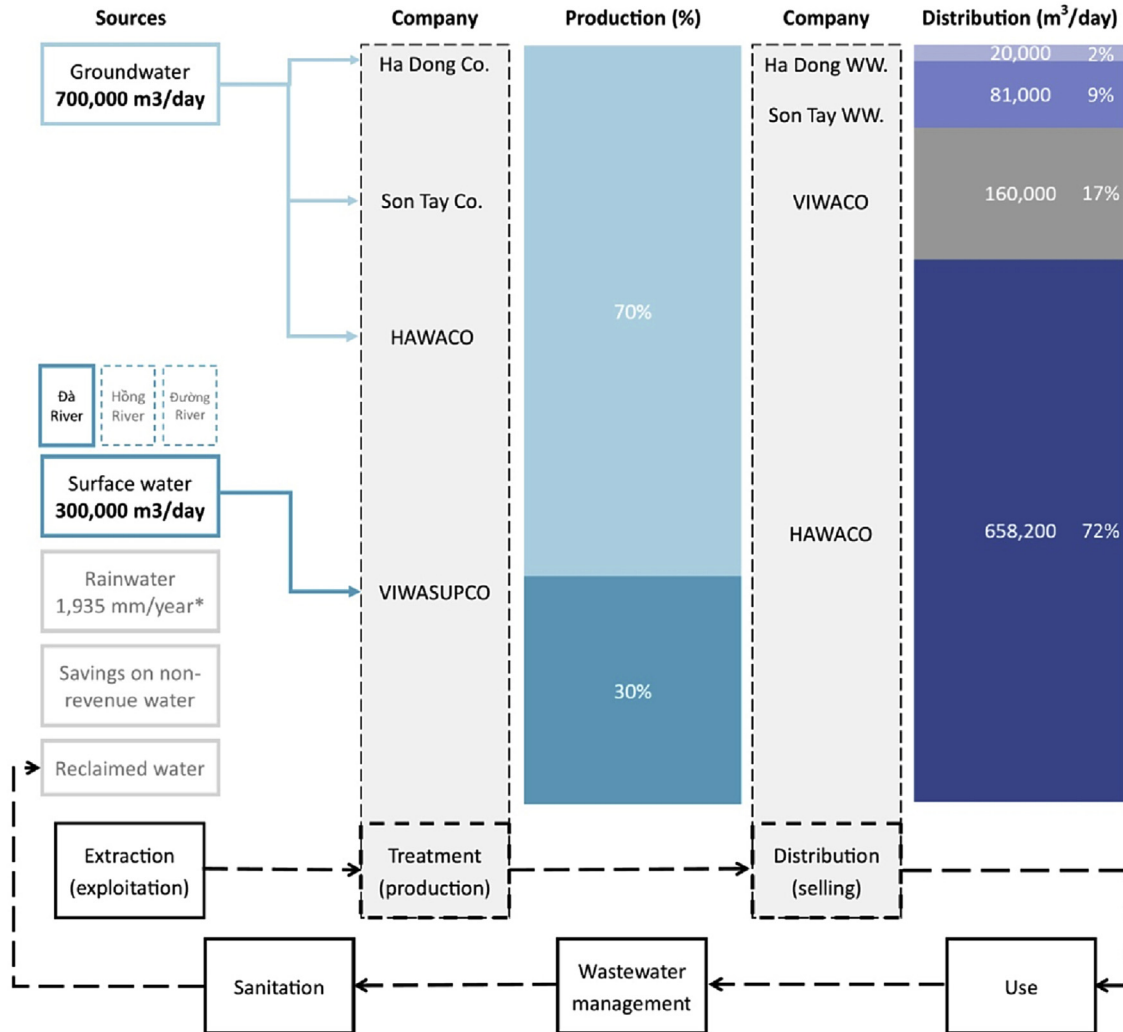 Sources
Company
Production (%)
Company
Distribution (m³/day)
Groundwater
700,000 m3/day
Ha Dong Co.
Son Tay Co.
HAWACO
VIWASUPCO
70%
30%
Ha Dong WW.
Son Tay WW.
VIWACO
HAWACO
20,000 2%
81,000 9%
160,000 17%
658,200 72%
Đà
River
Hồng
River
Đường
River
Surface water
300,000 m3/day
Rainwater
1,935 mm/year*
Savings on non-
revenue water
Reclaimed water
Extraction
(exploitation)
Treatment
(production)
Distribution
(selling)
Sanitation
Wastewater
management
Use